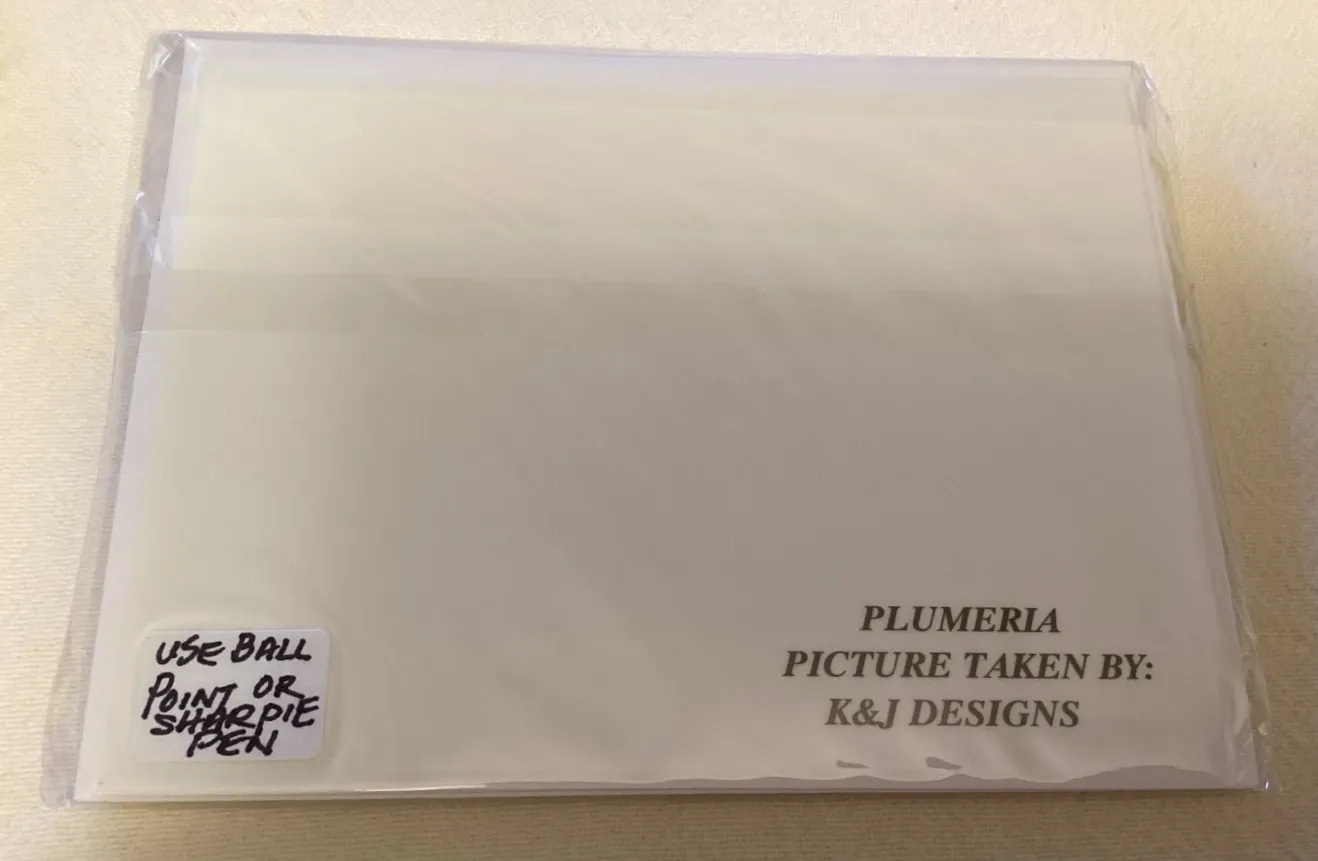 USE BALL
POINT OR
SHARPIE
PEN
PLUMERIA
PICTURE TAKEN BY:
K&J DESIGNS